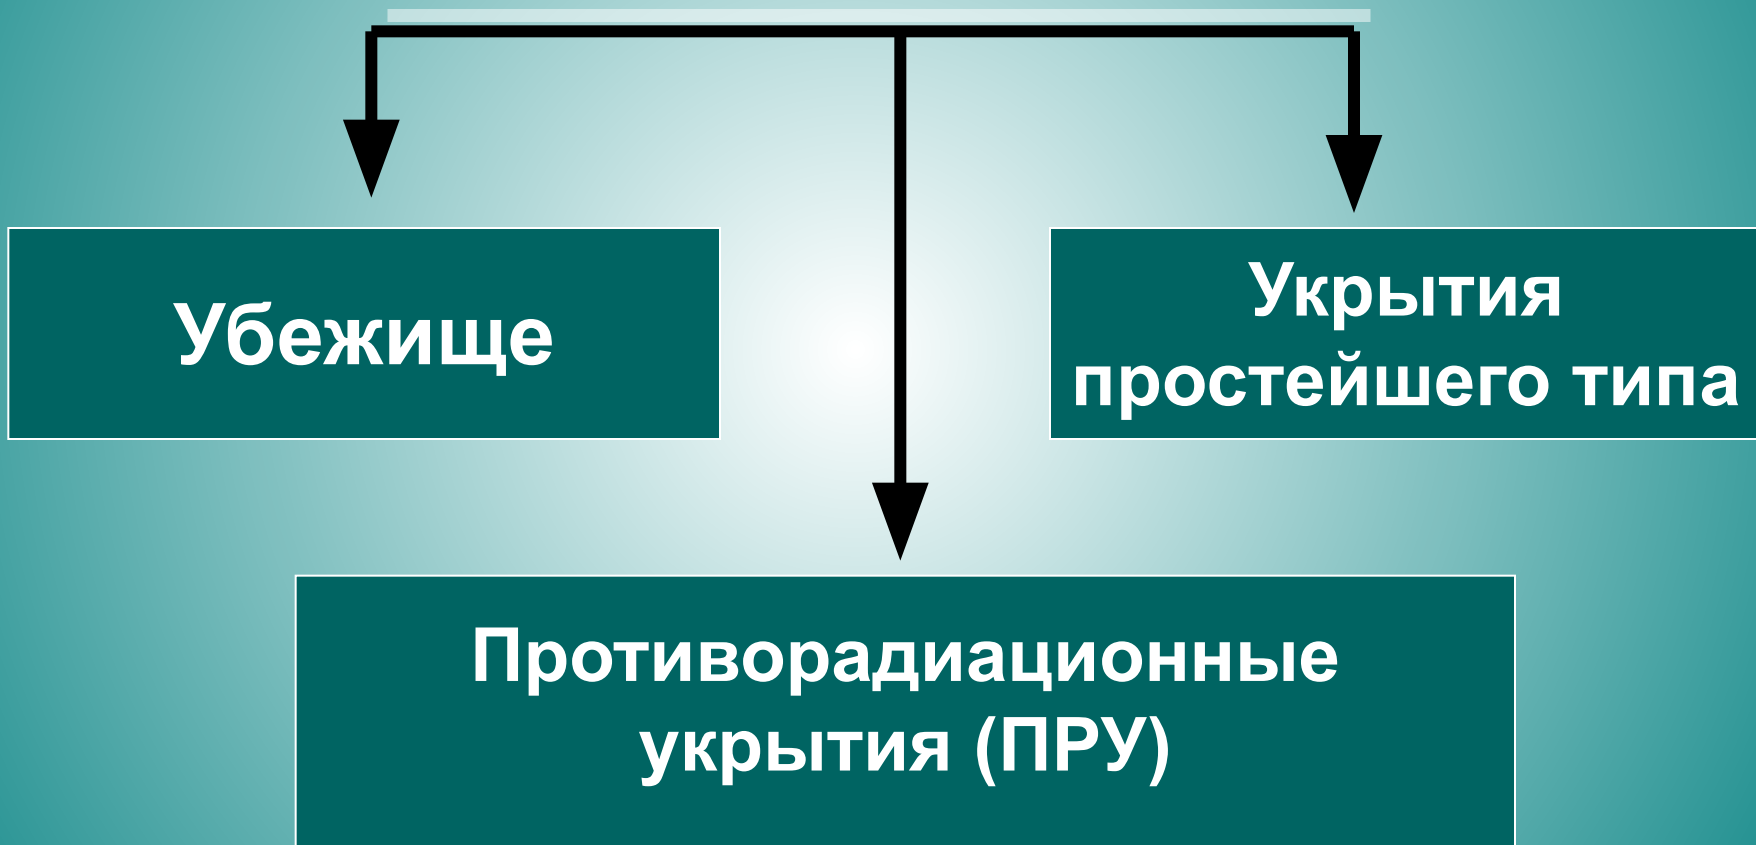 Убежище
Укрытия
простейшего типа
Противорадиационные
укрытия (ПРУ)